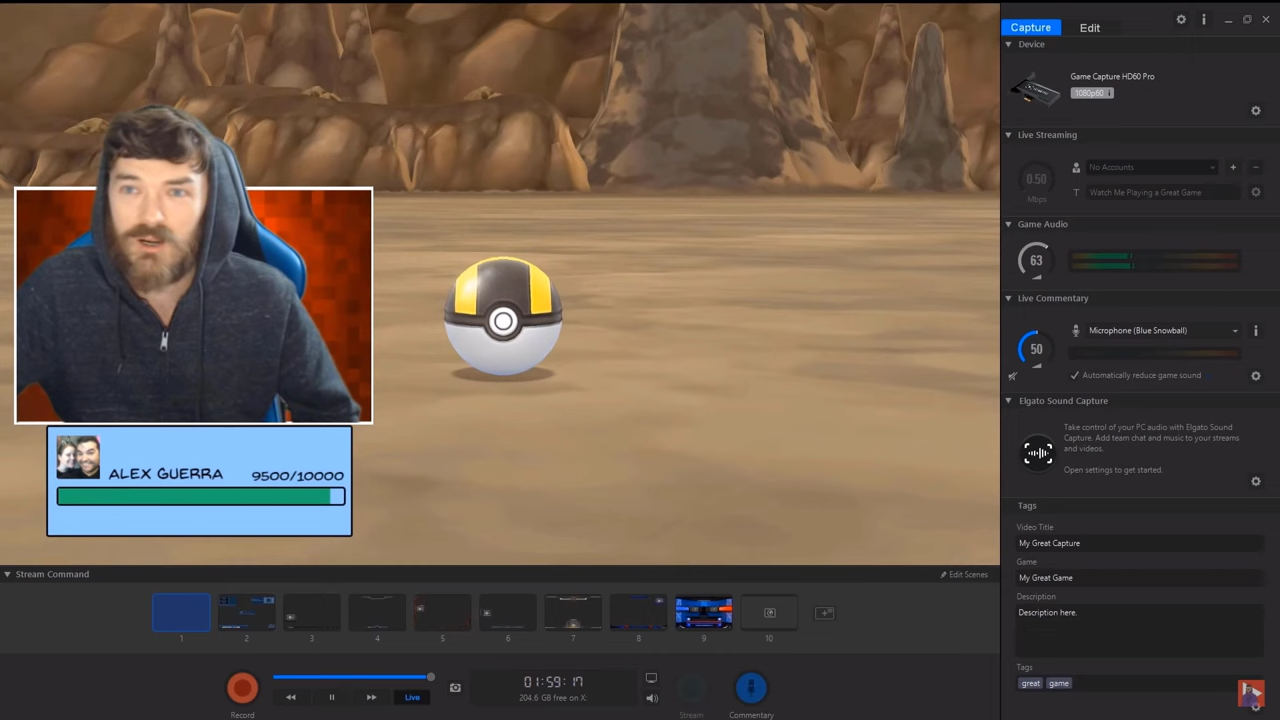 Capture Edit
Device
Game Capture HD60 Pro
1080p60 i
Live Streaming
0.50
Mbps
No Accounts
T Watch Me Playing a Great Game
Game Audio
63
Live Commentary
50
Microphone (Blue Snowball)
Automatically reduce game sound
Elgato Sound Capture
Take control of your PC audio with Elgato Sound
Capture. Add team chat and music to your streams
and videos.
Open settings to get started.
Tags
Video Title
My Great Capture
Game
My Great Game
Description
Description here.
Tags
great game
ALEX GUERRA 9500/10000
Stream Command
Edit Scenes
1 2 3 4 5 6 7 8 9 10
Live
01:59:17
204.6 GB free on X:
Record
Stream
Commentary